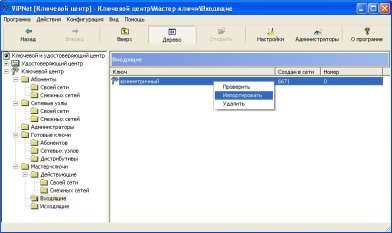 ViPNet [Ключевой центр] - Ключевой центр\Мастер ключи\Входящие
Программа Действия Конфигурация Вид Помощь
Назад Вперед Вверх Дерево Открыть Настройки Администраторы О программе
Ключевой и удостоверяющий центр
Удостоверяющий центр
Ключевой центр
Абоненты
Своей сети
Смежных сетей
Сетевые узлы
Своей сети
Смежных сетей
Администраторы
Готовые ключи
Абонентов
Сетевых узлов
Дистрибутивы
Мастер-ключи
Действующие
Своей сети
Смежных сетей
Входящие
Исходящие
Входящие
Ключ Создан в сети Номер
симметричный 6671 0
Проверить
Импортировать
Удалить